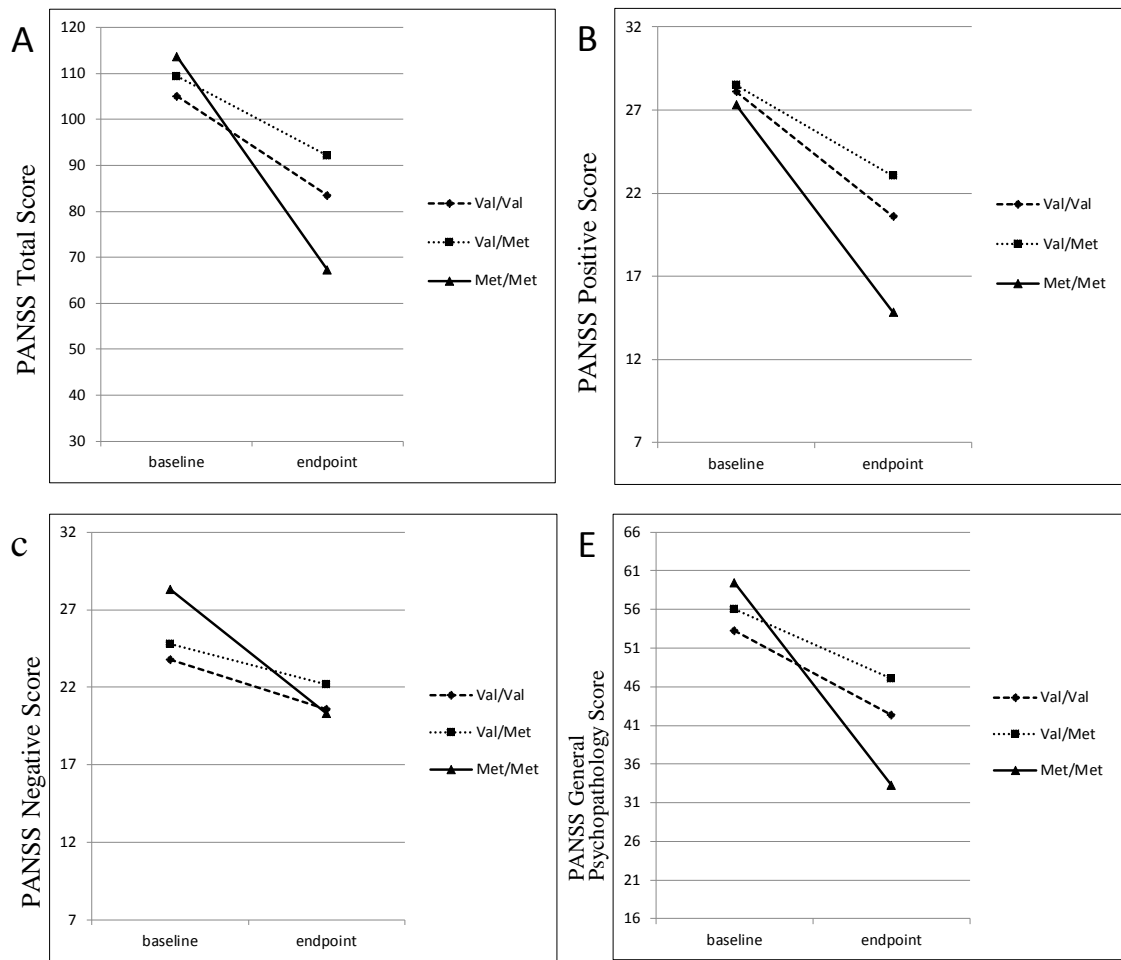 A
PANSS Total Score
120
110
100
90
80
70
60
50
40
30
baseline
endpoint
Val/Val
Val/Met
Met/Met
B
PANSS Positive Score
32
27
22
17
12
7
baseline
endpoint
Val/Val
Val/Met
Met/Met
c
PANSS Negative Score
32
27
22
17
12
7
baseline
endpoint
Val/Val
Val/Met
Met/Met
E
PANSS General
Psychopathology Score
66
61
56
51
46
41
36
31
26
21
16
baseline
endpoint
Val/Val
Val/Met
Met/Met